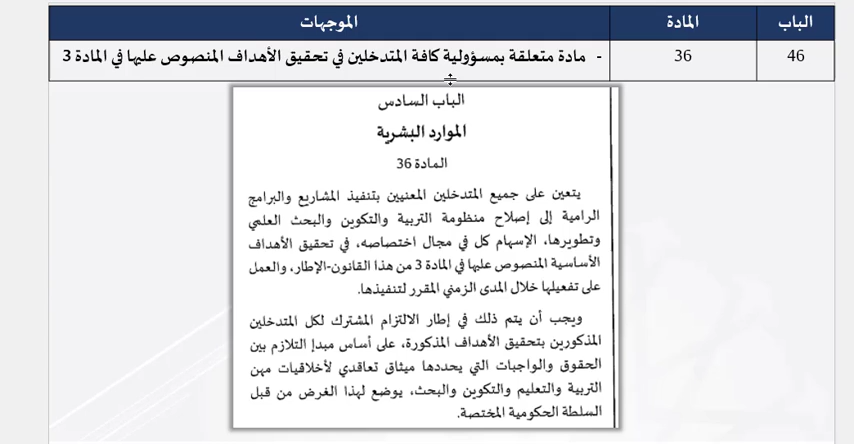 الباب المادة الموجهات
46 36 - مادة متعلقة بمسؤولية كافة المتدخلين في تحقيق الأهداف المنصوص عليها في المادة 3
الباب السادس
الموارد البشرية
المادة 36
يتعين على جميع المتدخلين المعنيين بتنفيذ المشاريع والبرامج
الرامية إلى إصلاح منظومة التربية والتكوين والبحث العلمي
وتطويرها، الإسهام كل في مجال اختصاصه، في تحقيق الأهداف
الأساسية المنصوص عليها في المادة 3 من هذا القانون-الإطار، والعمل
على تفعيلها خلال المدى الزمني المقرر لتنفيذها.
ويجب أن يتم ذلك في إطار الالتزام المشترك لكل المتدخلين
المذكورين بتحقيق الأهداف المذكورة، على أساس مبدإ التلازم بين
الحقوق والواجبات التي يحددها ميثاق تعاقدي لأخلاقيات مهن
التربية والتعليم والتكوين والبحث، يوضع لهذا الغرض من قبل
السلطة الحكومية المختصة.